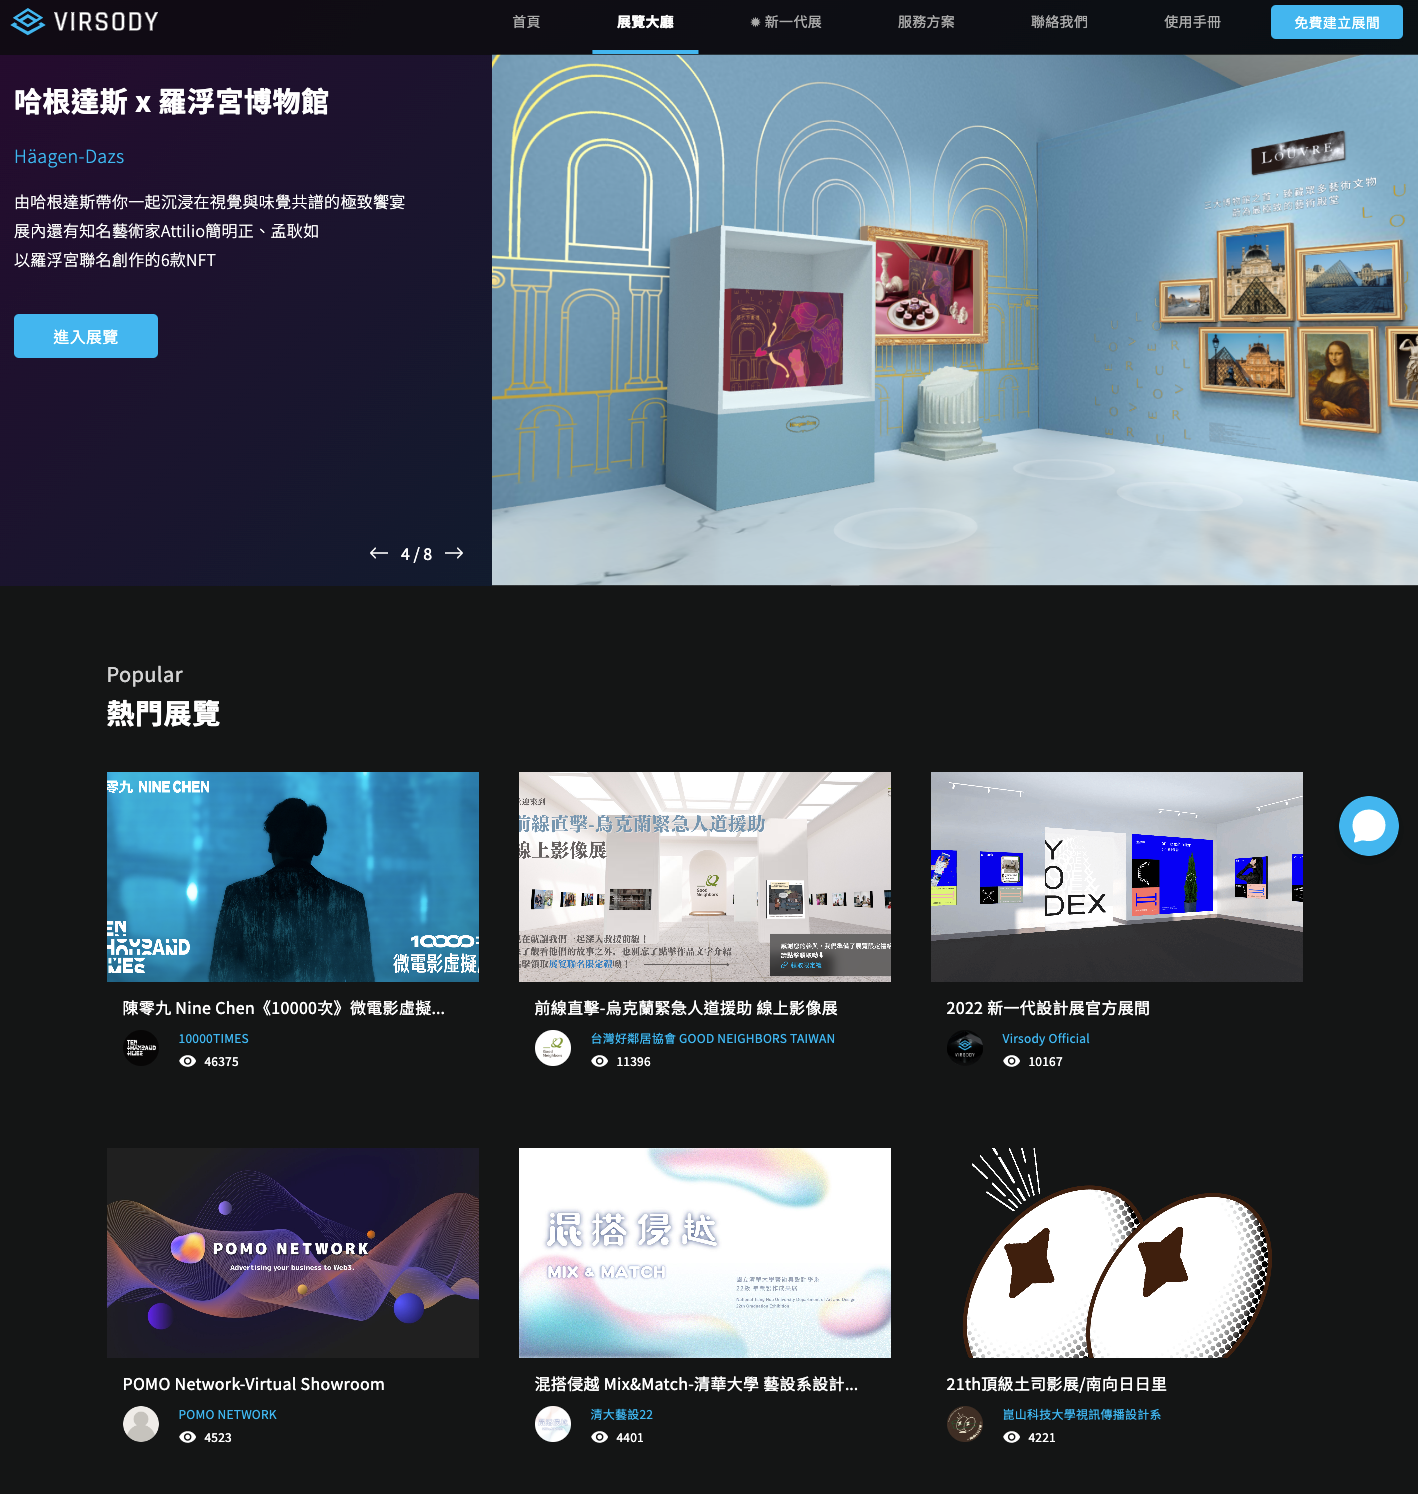 VIRSODY
首頁
展覽大廳
✹ 新一代展
服務方案
聯絡我們
使用手冊
免費建立展間
哈根達斯 x 羅浮宮博物館
Häagen-Dazs
由哈根達斯帶你一起沉浸在視覺與味覺共譜的極致饗宴
展內還有知名藝術家Attilio簡明正、孟耿如
以羅浮宮聯名創作的6款NFT
進入展覽
4 / 8
LOUVRE
Popular
熱門展覽
零九 NINE CHEN
微電影虛擬
陳零九 Nine Chen《10000次》微電影虛擬...
10000TIMES
46375
前線直擊-烏克蘭緊急人道援助
線上影像展
Good
Neighbors
展覽聯名限定禮
前線直擊-烏克蘭緊急人道援助 線上影像展
台灣好鄰居協會 GOOD NEIGHBORS TAIWAN
11396
Y
O
DEX
2022 新一代設計展官方展間
VIRSODY
Virsody Official
10167
POMO NETWORK
Advertising your business to Web3.
POMO Network-Virtual Showroom
POMO NETWORK
4523
混搭侵越
MIX & MATCH
混搭侵越 Mix&Match-清華大學 藝設系設計...
清大藝設22
4401
21th頂級土司影展/南向日日里
崑山科技大學視訊傳播設計系
4221